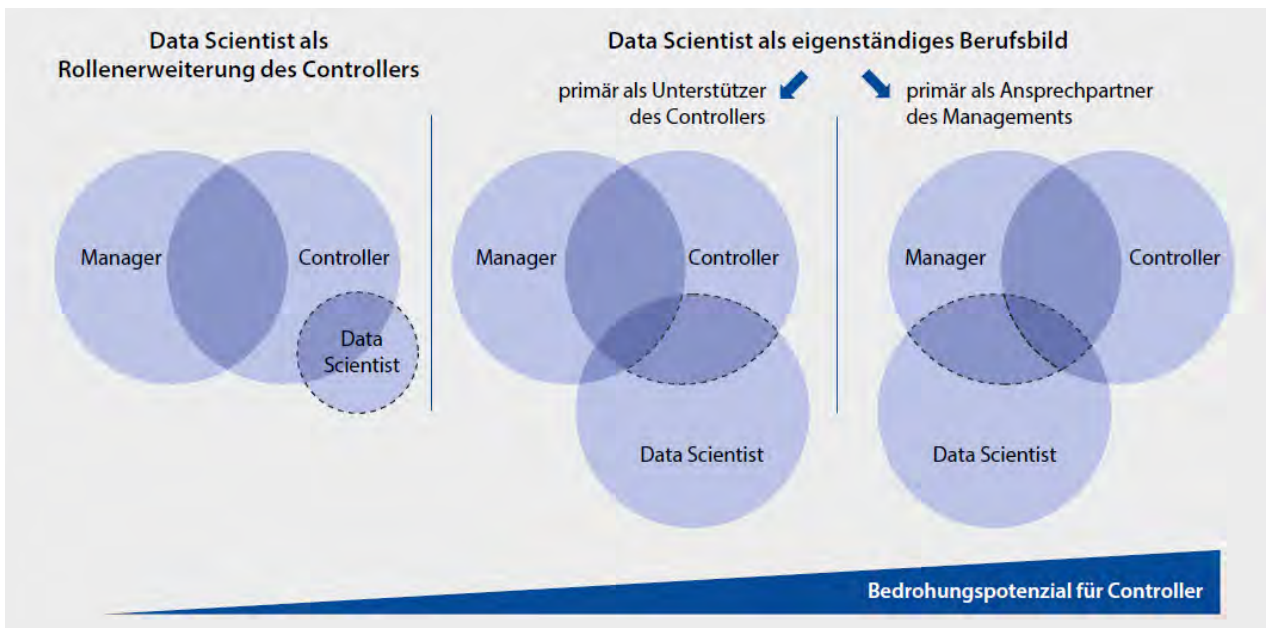 Data Scientist als
Rollenerweiterung des Controllers
Data Scientist als eigenständiges Berufsbild
primär als Unterstützer
des Controllers
primär als Ansprechpartner
des Managements
Manager
Controller
Data
Scientist
Manager
Controller
Data Scientist
Manager
Controller
Data Scientist
Bedrohungspotenzial für Controller